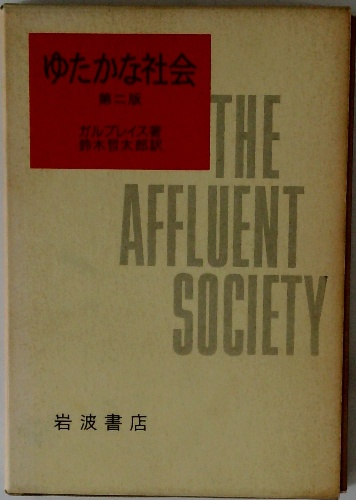 ゆたかな社会
第二版
ガルブレイス著
鈴木哲太郎訳
THE
AFFLUENT
SOCIETY
岩波書店